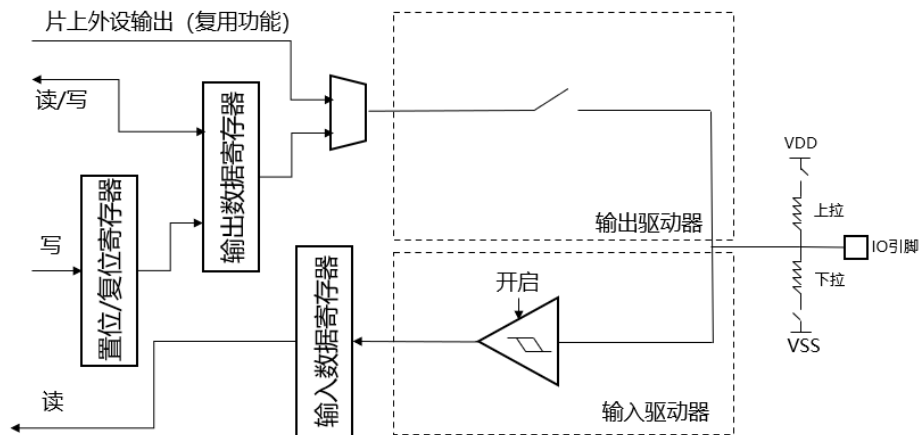 片上外设输出（复用功能）
读/写
输出数据寄存器
置位/复位寄存器
写
输出驱动器
VDD
上拉
IO引脚
下拉
VSS
开启
输入数据寄存器
输入驱动器
读